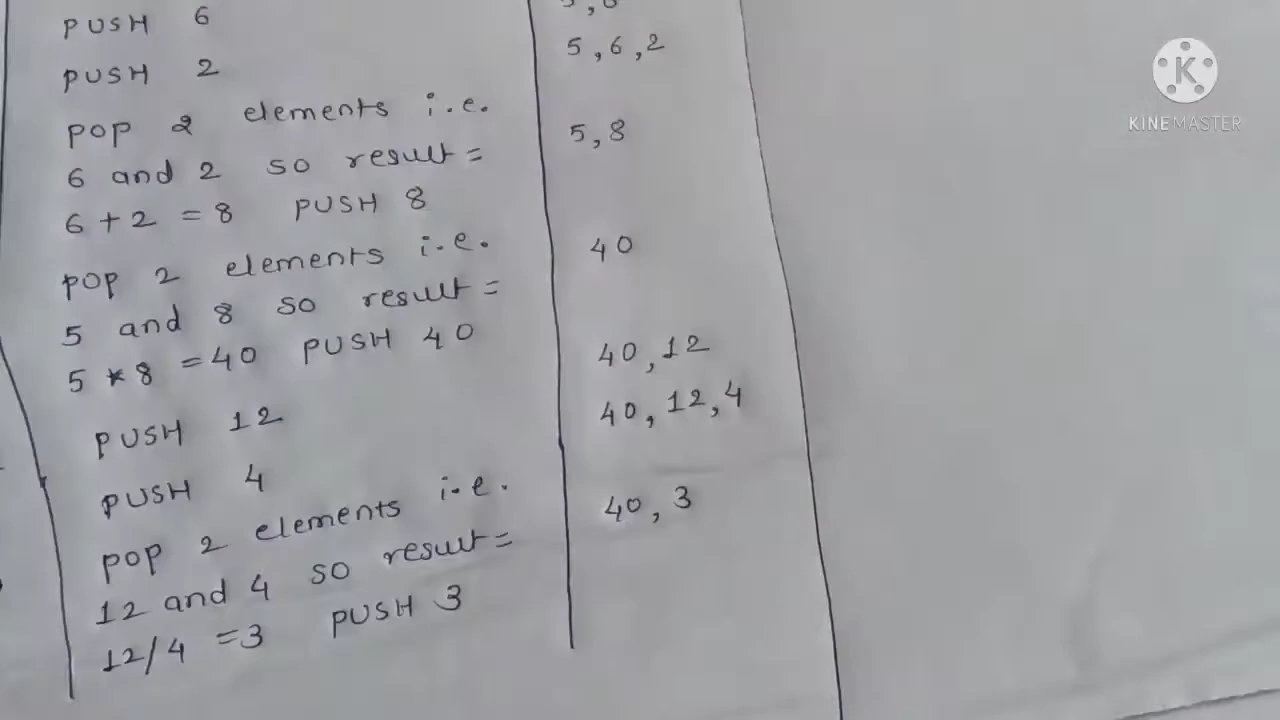 PUSH 6
PUSH 2
5,6,2
pop 2 elements i.e.
6 and 2 so result =
6+2 =8 PUSH 8
5,8
pop 2 elements i.e.
5 and 8 so result =
5 * 8 =40 PUSH 40
40
PUSH 12
40,12
PUSH 4
40,12,4
pop 2 elements i.e.
12 and 4 so result=
12/4 =3 PUSH 3
40,3
K
KINEMASTER